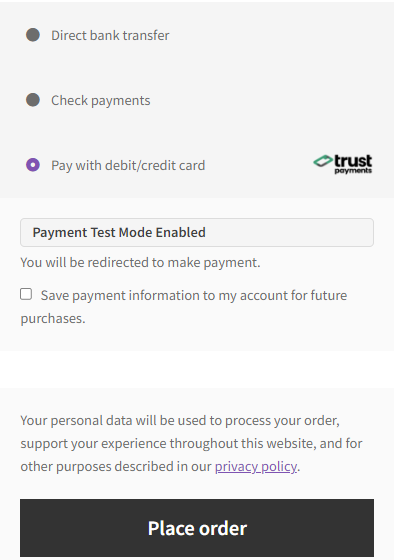 Direct bank transfer
Check payments
Pay with debit/credit card
trust
payments
Payment Test Mode Enabled
You will be redirected to make payment.
Save payment information to my account for future
purchases.
Your personal data will be used to process your order,
support your experience throughout this website, and for
other purposes described in our privacy policy.
Place order